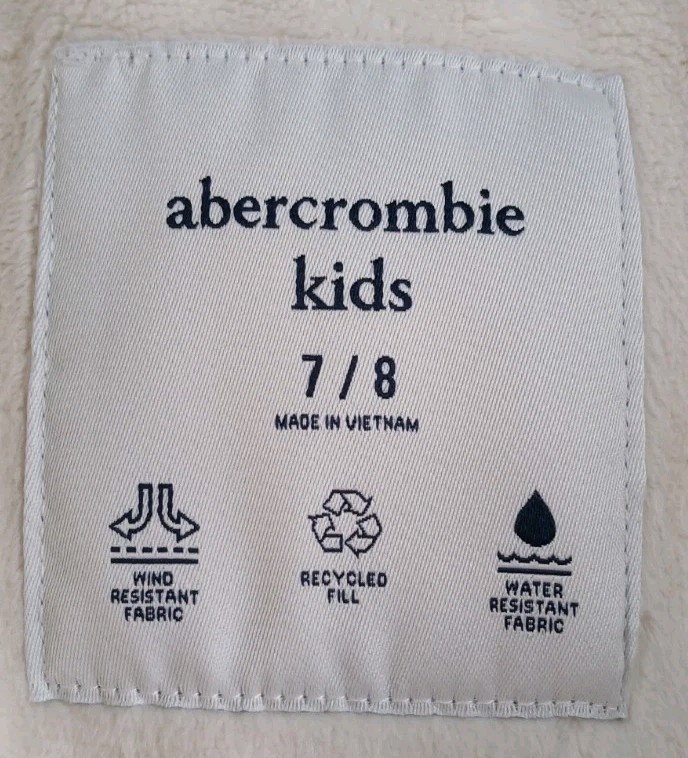 abercrombie
kids
7 / 8
MADE IN VIETNAM
WIND
RESISTANT
FABRIC
RECYCLED
FILL
WATER
RESISTANT
FABRIC